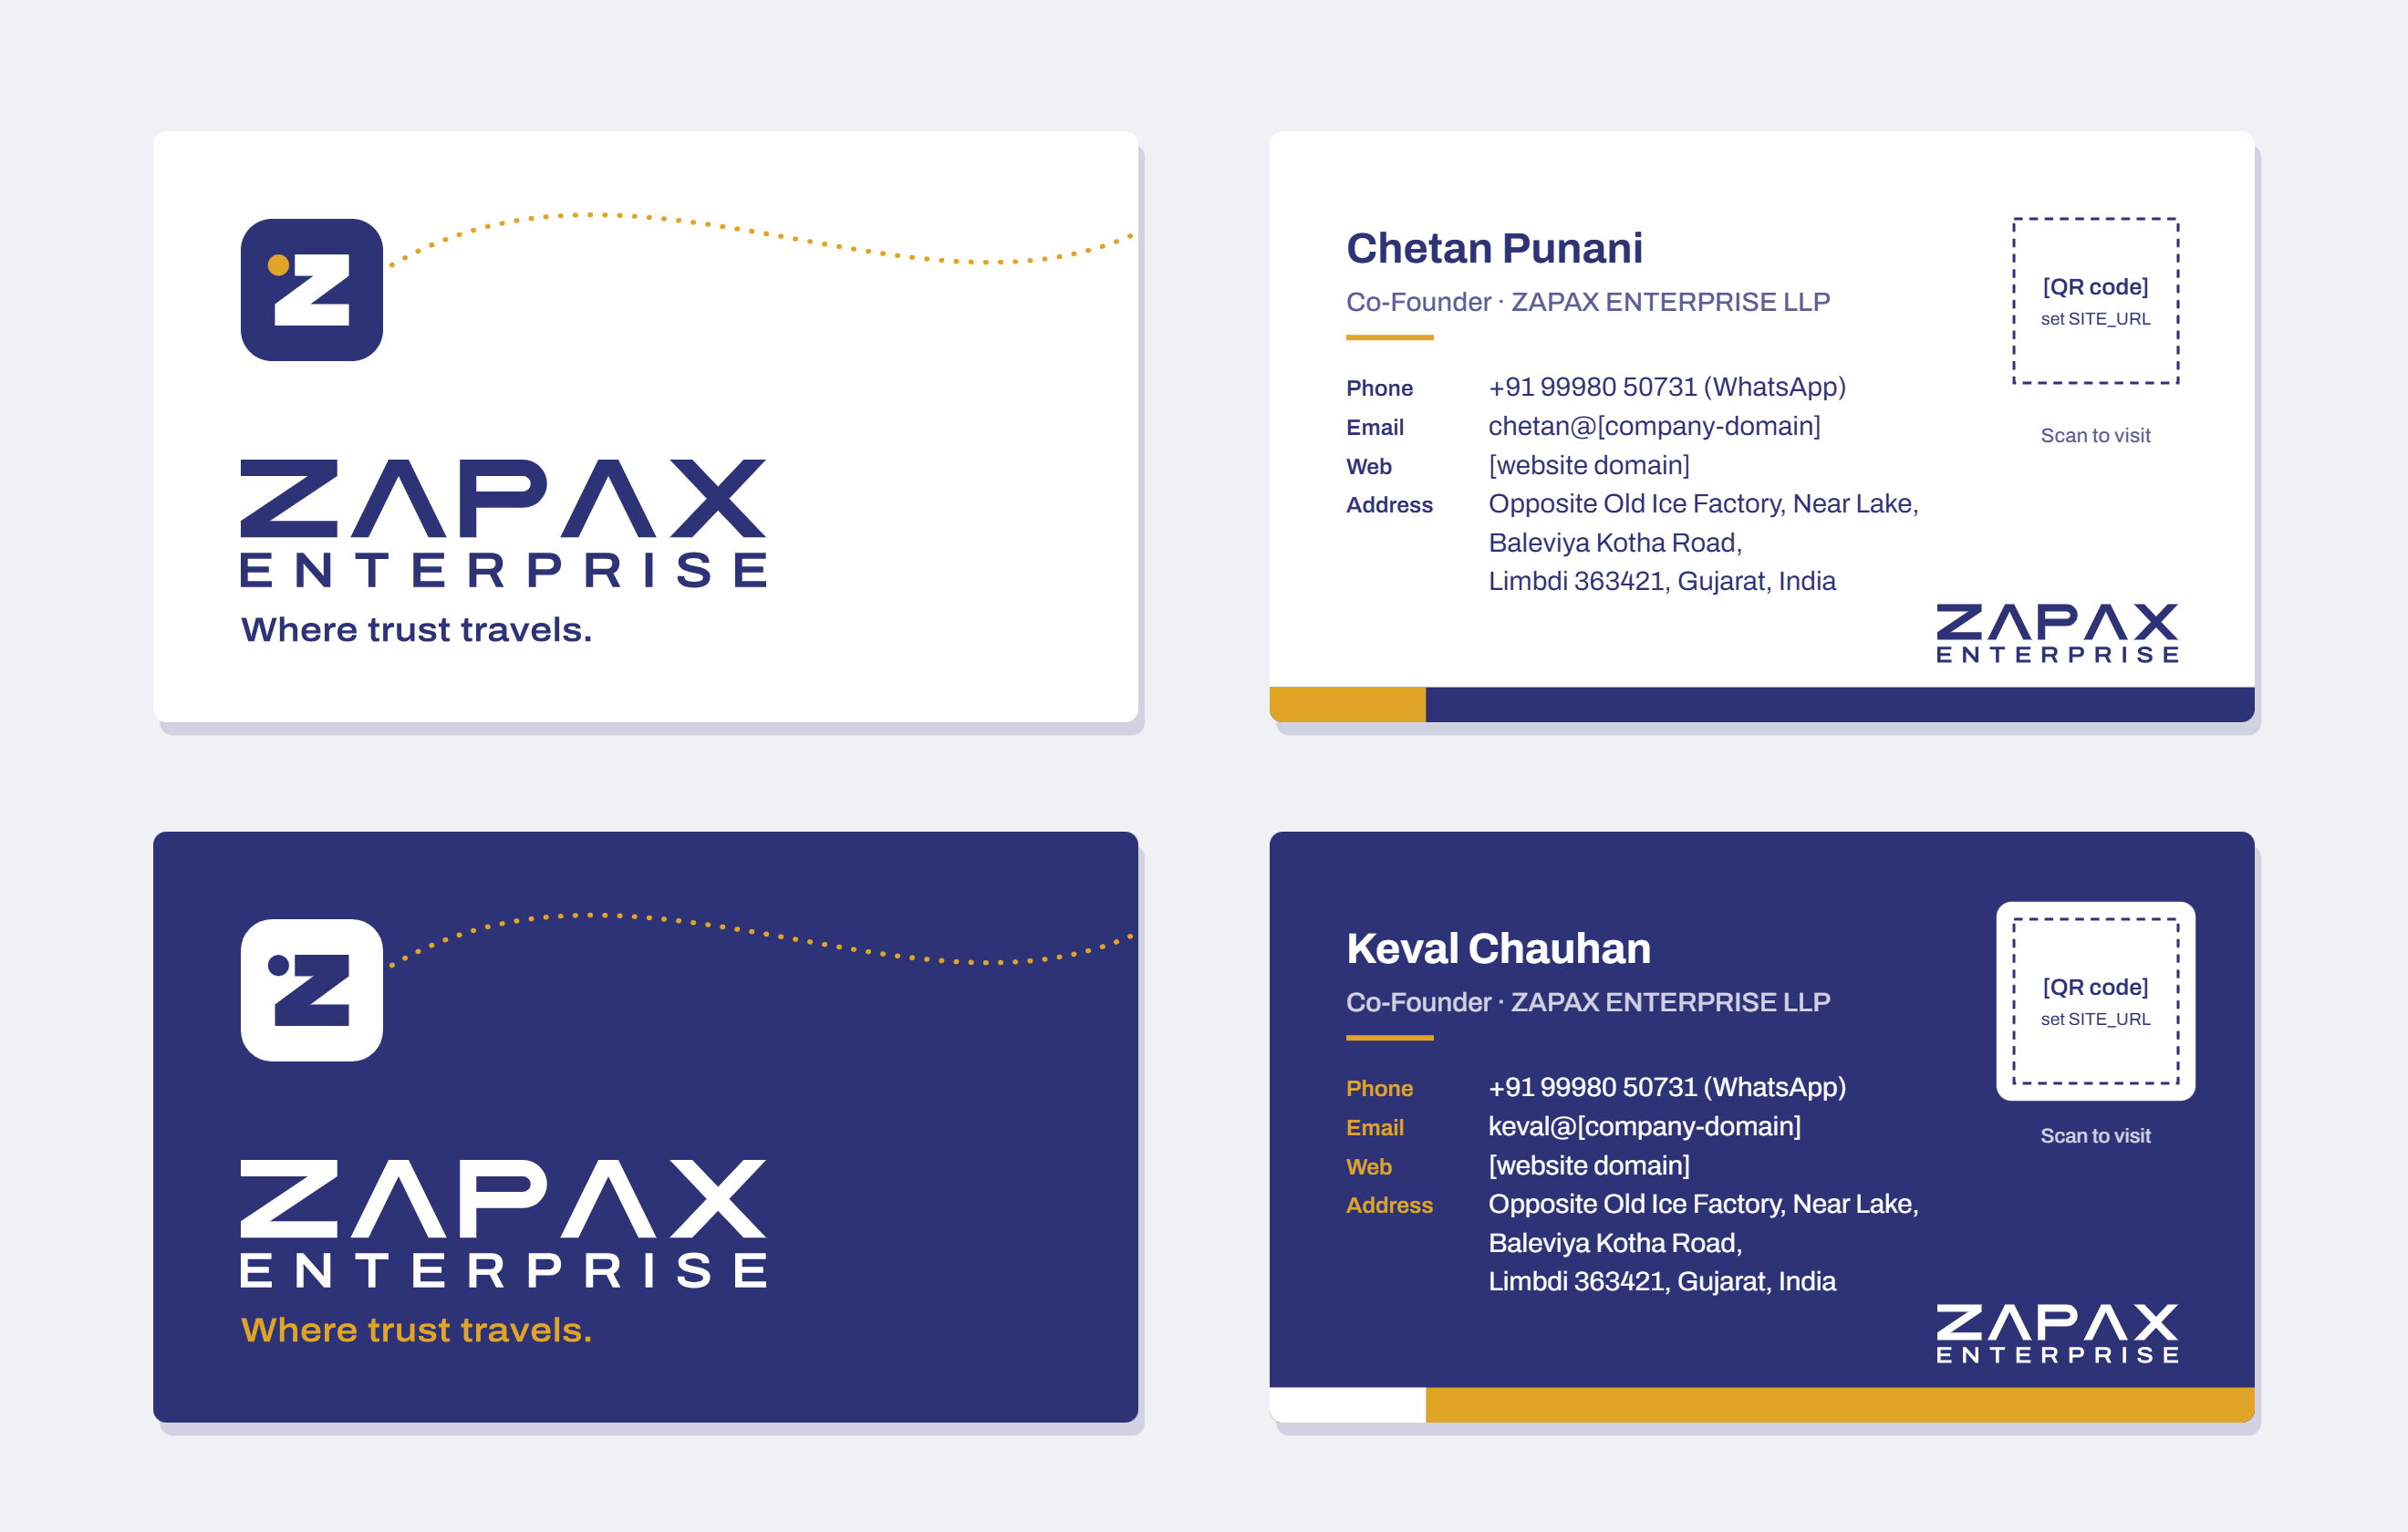 Z
ZAPAX
ENTERPRISE
Where trust travels.
Chetan Punani
Co-Founder · ZAPAX ENTERPRISE LLP
Phone +91 99980 50731 (WhatsApp)
Email chetan@[company-domain]
Web [website domain]
Address Opposite Old Ice Factory, Near Lake,
Baleviya Kotha Road,
Limbdi 363421, Gujarat, India
[QR code]
set SITE_URL
Scan to visit
ZAPAX
ENTERPRISE
Z
ZAPAX
ENTERPRISE
Where trust travels.
Keval Chauhan
Co-Founder · ZAPAX ENTERPRISE LLP
Phone +91 99980 50731 (WhatsApp)
Email keval@[company-domain]
Web [website domain]
Address Opposite Old Ice Factory, Near Lake,
Baleviya Kotha Road,
Limbdi 363421, Gujarat, India
[QR code]
set SITE_URL
Scan to visit
ZAPAX
ENTERPRISE